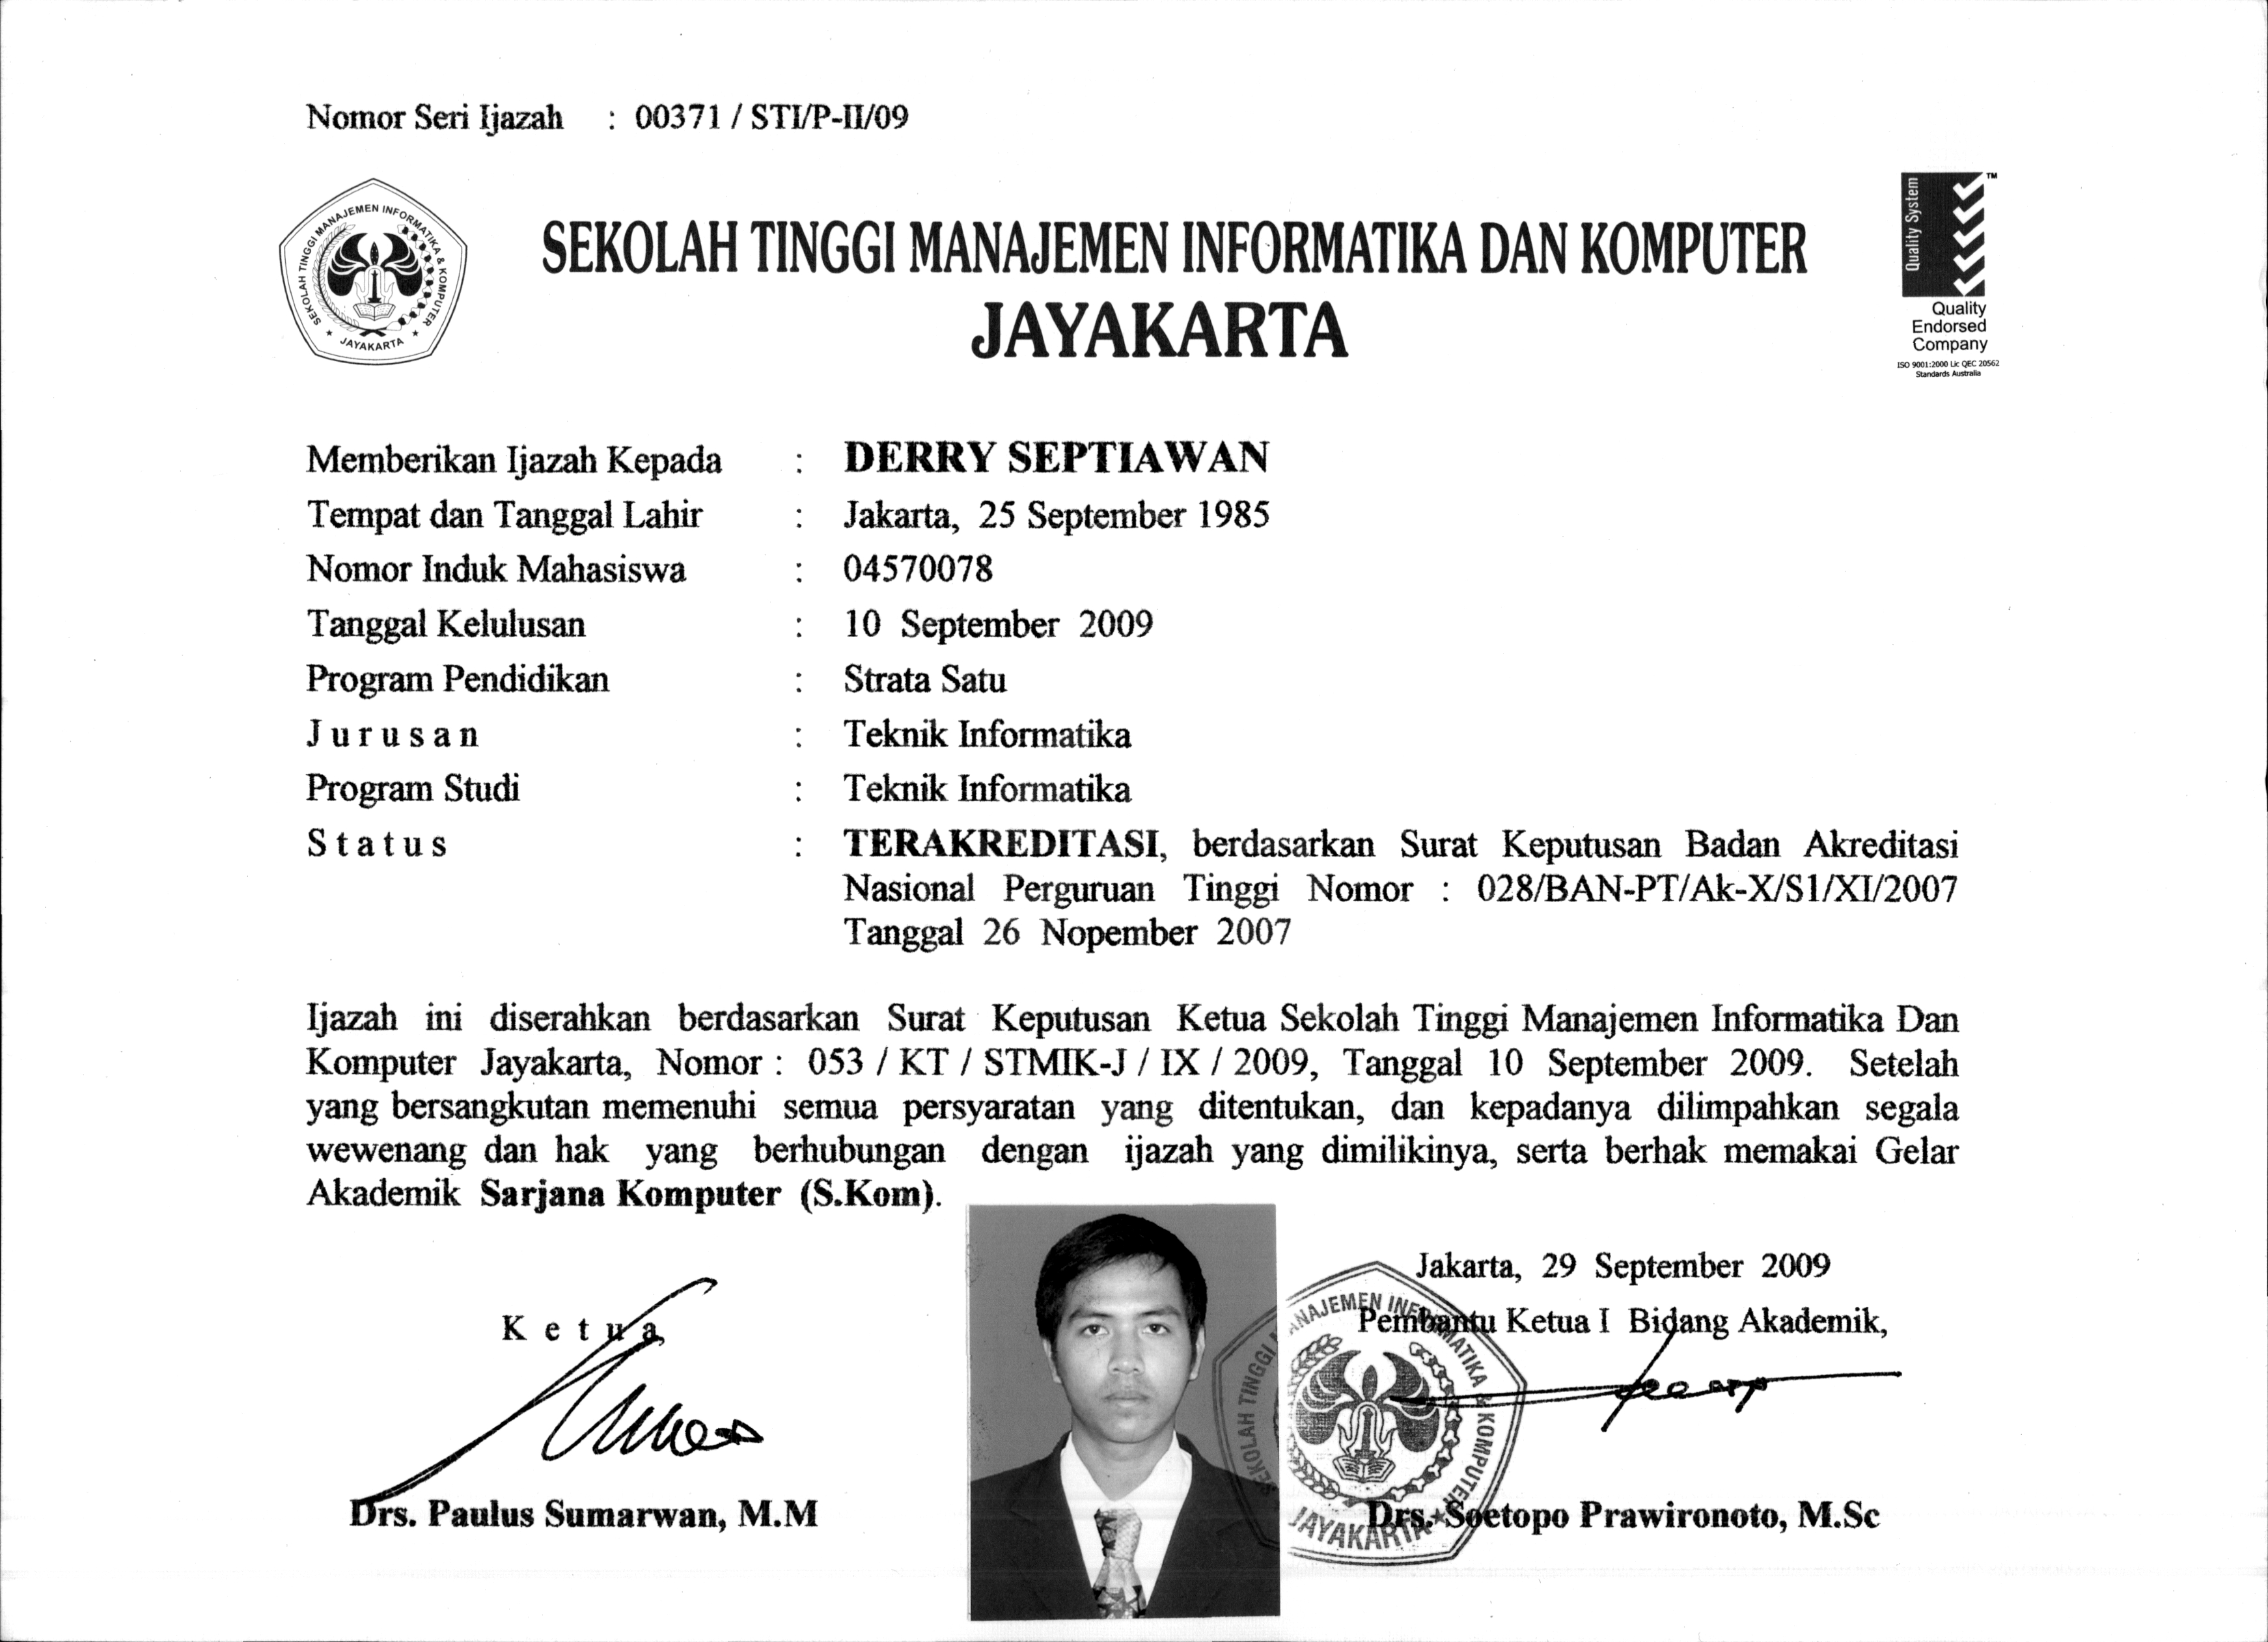 Nomor Seri Ijazah : 00371 / STI/P-II/09
SEKOLAH TINGGI MANAJEMEN INFORMATIKA & KOMPUTER
JAYAKARTA
SEKOLAH TINGGI MANAJEMEN INFORMATIKA DAN KOMPUTER
JAYAKARTA
Quality System
TM
Quality
Endorsed
Company
ISO 9001:2000 Lic QEC 20562
Standards Australia
Memberikan Ijazah Kepada : DERRY SEPTIAWAN
Tempat dan Tanggal Lahir : Jakarta, 25 September 1985
Nomor Induk Mahasiswa : 04570078
Tanggal Kelulusan : 10 September 2009
Program Pendidikan : Strata Satu
Jurusan : Teknik Informatika
Program Studi : Teknik Informatika
Status : TERAKREDITASI, berdasarkan Surat Keputusan Badan Akreditasi
Nasional Perguruan Tinggi Nomor : 028/BAN-PT/Ak-X/S1/XI/2007
Tanggal 26 Nopember 2007
Ijazah ini diserahkan berdasarkan Surat Keputusan Ketua Sekolah Tinggi Manajemen Informatika Dan
Komputer Jayakarta, Nomor : 053 / KT / STMIK-J / IX / 2009, Tanggal 10 September 2009. Setelah
yang bersangkutan memenuhi semua persyaratan yang ditentukan, dan kepadanya dilimpahkan segala
wewenang dan hak yang berhubungan dengan ijazah yang dimilikinya, serta berhak memakai Gelar
Akademik Sarjana Komputer (S.Kom).
Jakarta, 29 September 2009
Ketua,
Pembantu Ketua I Bidang Akademik,
SEKOLAH TINGGI MANAJEMEN INFORMATIKA & KOMPUTER
JAYAKARTA
Drs. Paulus Sumarwan, M.M
Drs. Soetopo Prawironoto, M.Sc